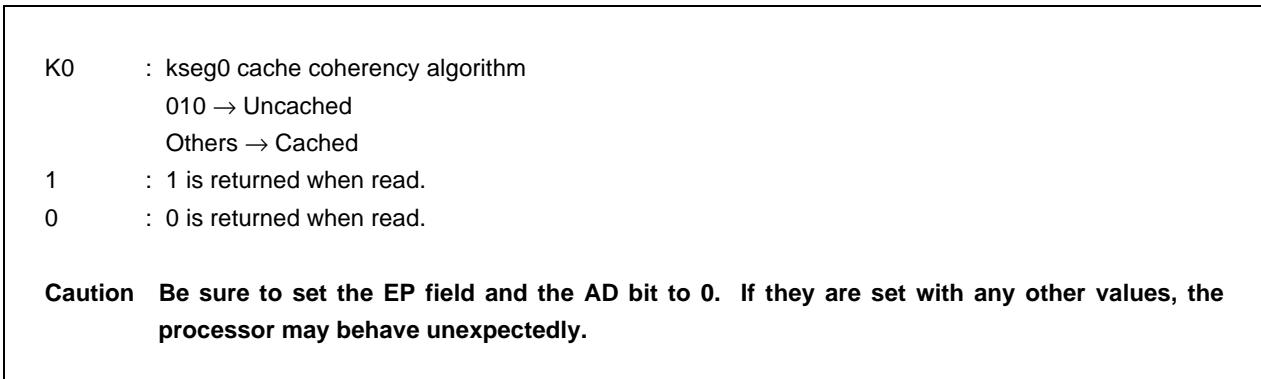 K0 : kseg0 cache coherency algorithm
010 → Uncached
Others → Cached
1 : 1 is returned when read.
0 : 0 is returned when read.
Caution Be sure to set the EP field and the AD bit to 0. If they are set with any other values, the
processor may behave unexpectedly.